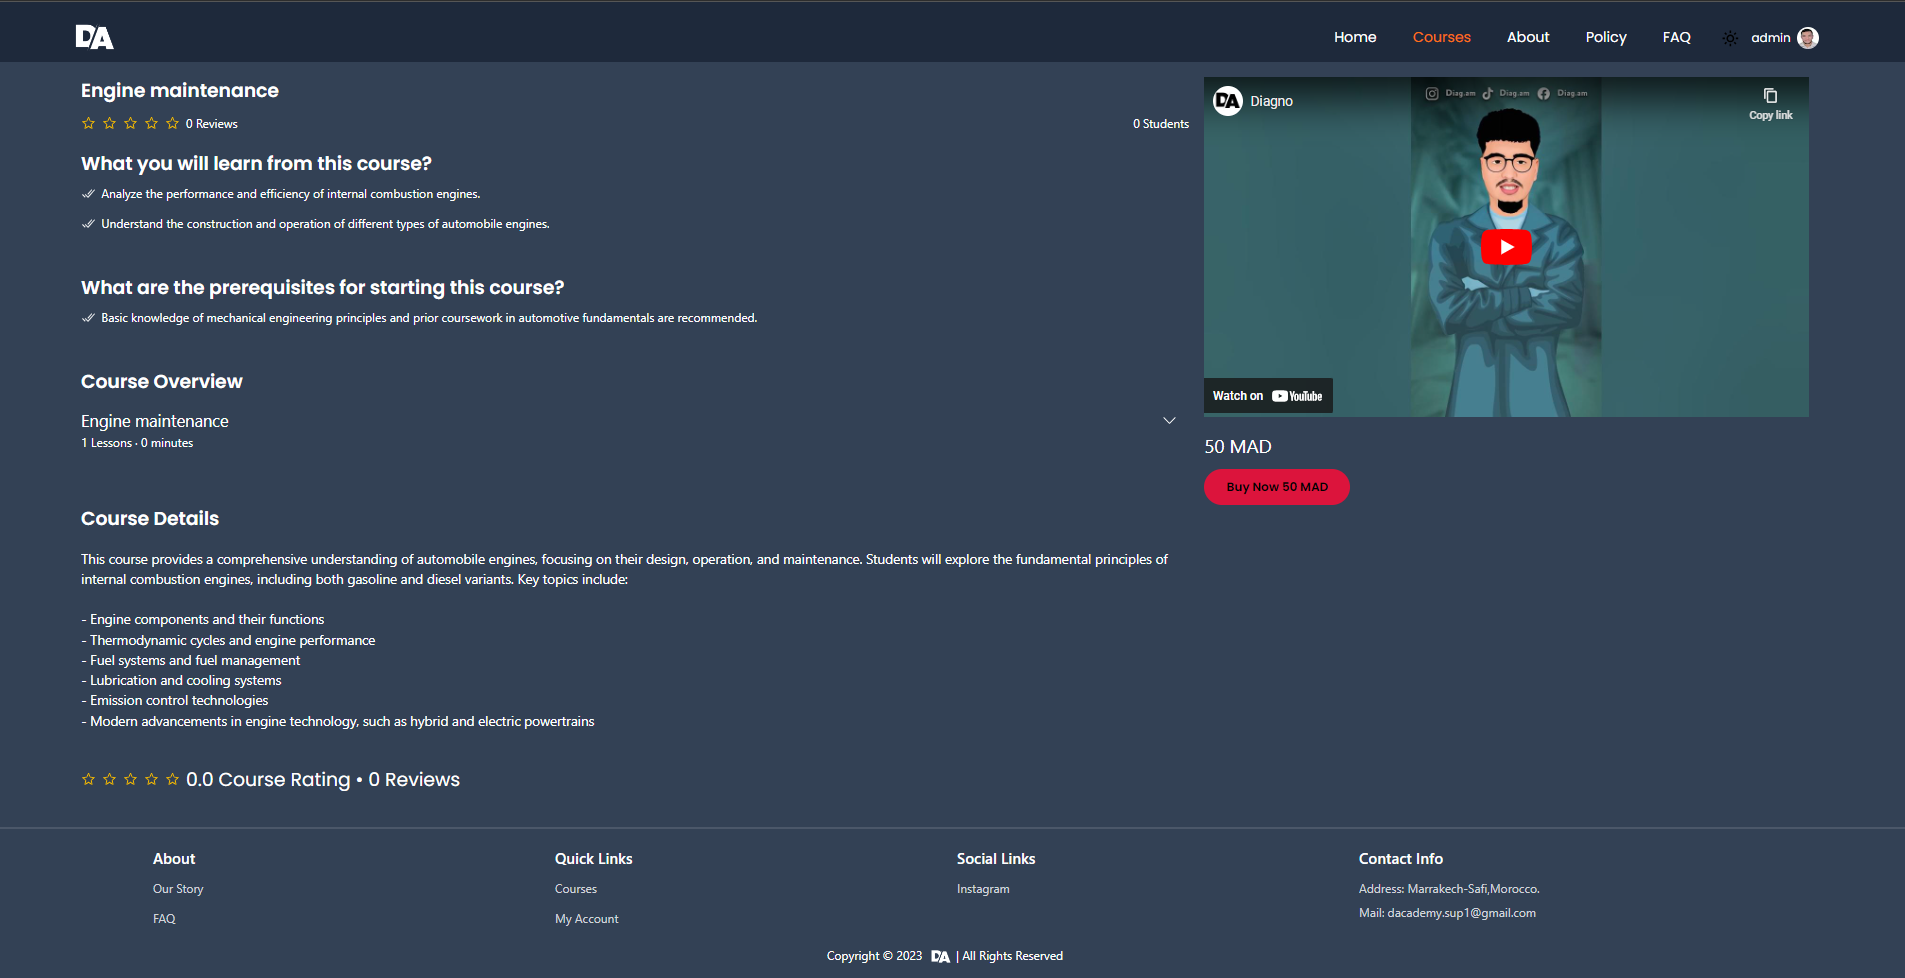 DA
Home Courses About Policy FAQ admin
Engine maintenance
0 Reviews
0 Students
What you will learn from this course?
Analyze the performance and efficiency of internal combustion engines.
Understand the construction and operation of different types of automobile engines.
What are the prerequisites for starting this course?
Basic knowledge of mechanical engineering principles and prior coursework in automotive fundamentals are recommended.
Course Overview
Engine maintenance
1 Lessons · 0 minutes
Course Details
This course provides a comprehensive understanding of automobile engines, focusing on their design, operation, and maintenance. Students will explore the fundamental principles of
internal combustion engines, including both gasoline and diesel variants. Key topics include:
- Engine components and their functions
- Thermodynamic cycles and engine performance
- Fuel systems and fuel management
- Lubrication and cooling systems
- Emission control technologies
- Modern advancements in engine technology, such as hybrid and electric powertrains
0.0 Course Rating • 0 Reviews
DA Diagno
Diag.am Diag.am Diag.am
Copy link
Watch on YouTube
50 MAD
Buy Now 50 MAD
About
Our Story
FAQ
Quick Links
Courses
My Account
Social Links
Instagram
Contact Info
Address: Marrakech-Safi,Morocco.
Mail: dacademy.sup1@gmail.com
Copyright © 2023 DA | All Rights Reserved